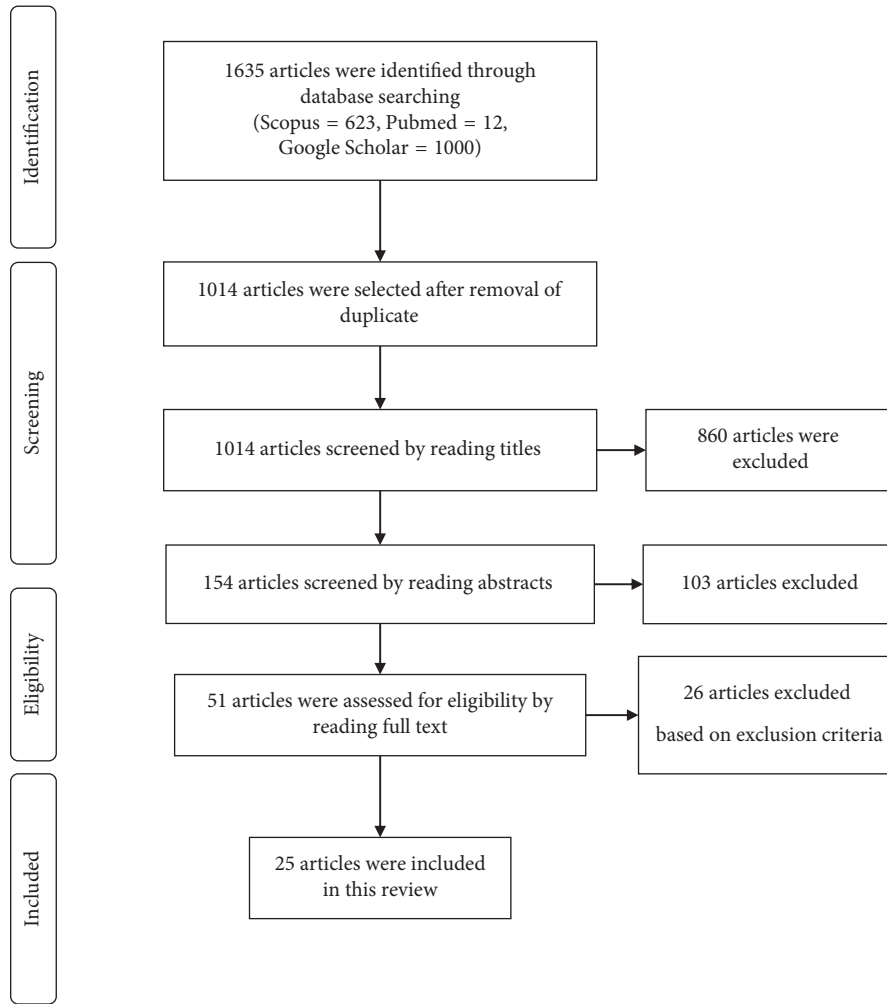 Identification
1635 articles were identified through
database searching
(Scopus = 623, Pubmed = 12,
Google Scholar = 1000)
Screening
1014 articles were selected after removal of
duplicate
1014 articles screened by reading titles
860 articles were
excluded
154 articles screened by reading abstracts
103 articles excluded
Eligibility
51 articles were assessed for eligibility by
reading full text
26 articles excluded
based on exclusion criteria
Included
25 articles were included
in this review